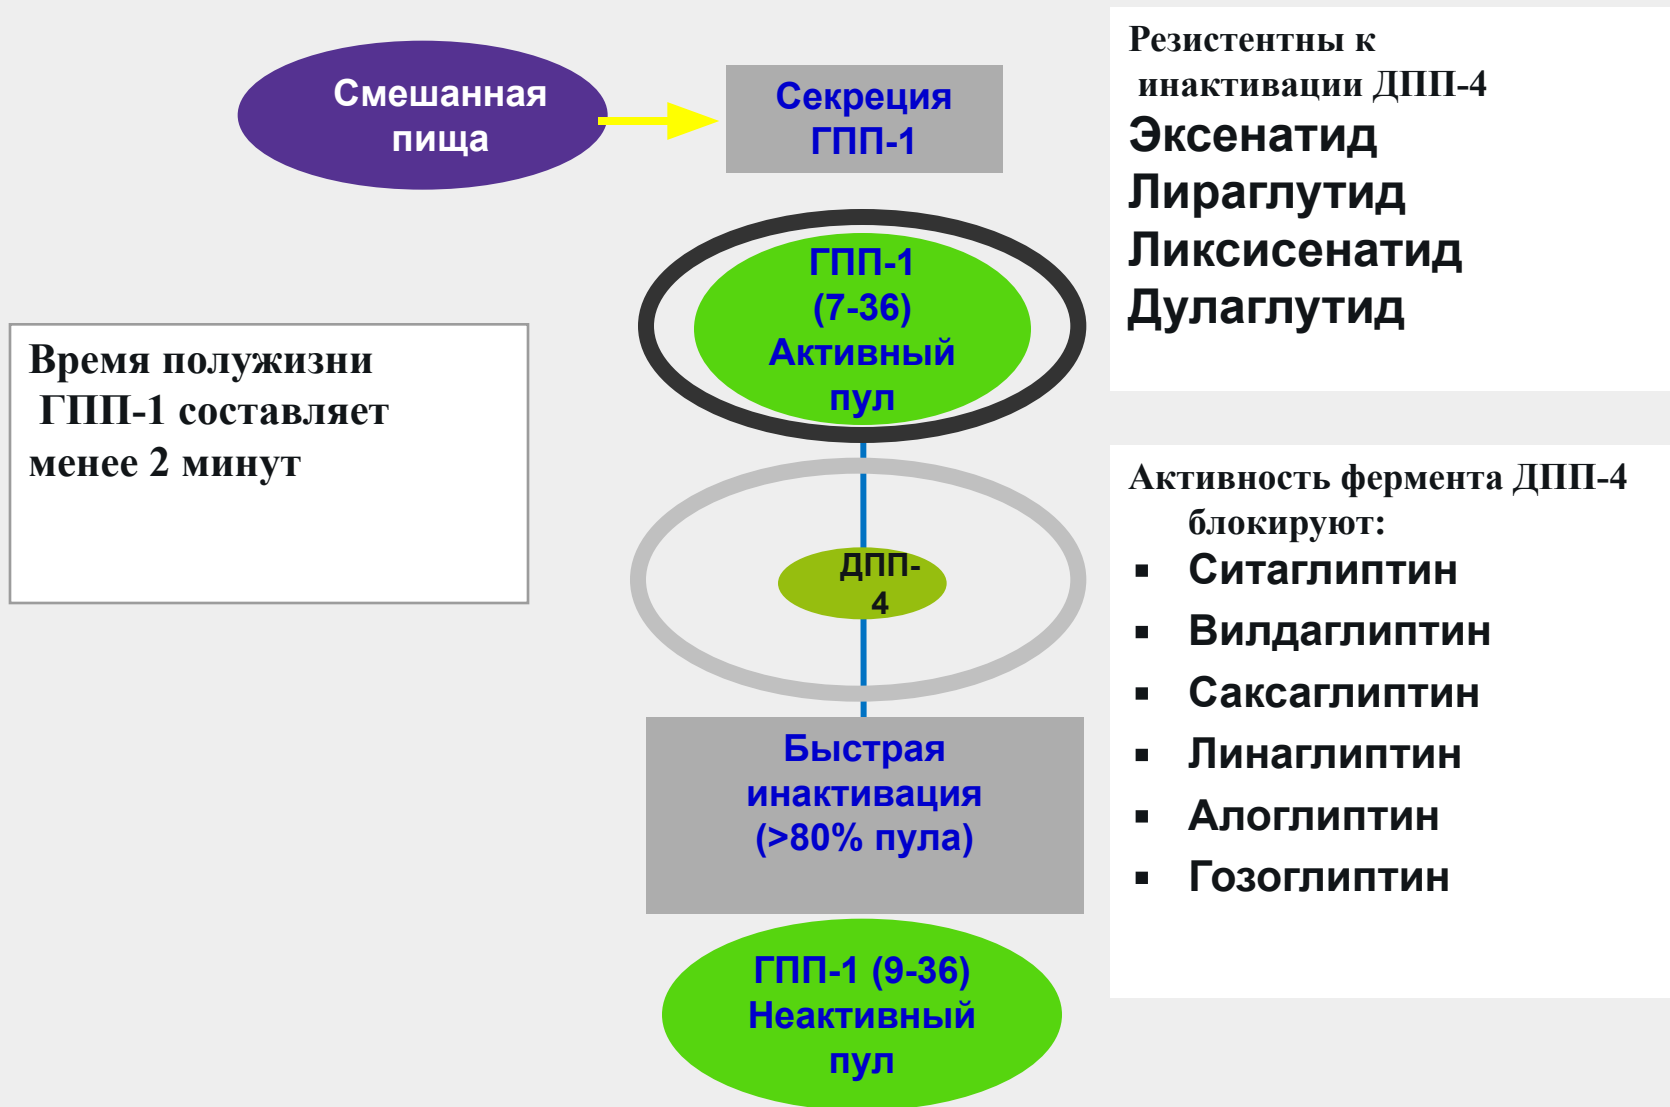 Смешанная
пища
Секреция
ГПП-1
ГПП-1
(7-36)
Активный
пул
Время полужизни
ГПП-1 составляет
менее 2 минут
ДПП-
4
Быстрая
инактивация
(>80% пула)
ГПП-1 (9-36)
Неактивный
пул
Резистентны к
инактивации ДПП-4
Эксенатид
Лираглутид
Ликсисенатид
Дулаглутид
Активность фермента ДПП-4
блокируют:
▪ Ситаглиптин
▪ Вилдаглиптин
▪ Саксаглиптин
▪ Линаглиптин
▪ Алоглиптин
▪ Гозоглиптин